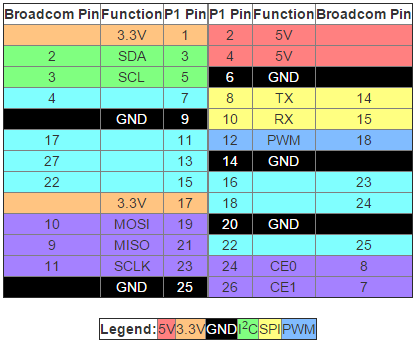 Broadcom Pin Function P1 Pin P1 Pin Function Broadcom Pin
3.3V 1 2 5V
2 SDA 3 4 5V
3 SCL 5 6 GND
4 7 8 TX 14
GND 9 10 RX 15
17 11 12 PWM 18
27 13 14 GND
22 15 16 23
3.3V 17 18 24
10 MOSI 19 20 GND
9 MISO 21 22 25
11 SCLK 23 24 CE0 8
GND 25 26 CE1 7
Legend: 5V 3.3V GND I²C SPI PWM